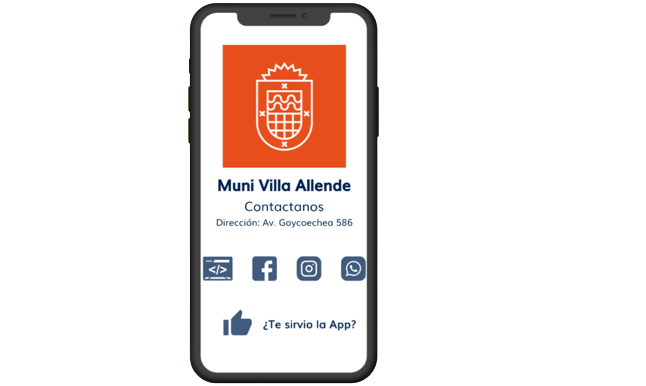 Muni Villa Allende
Contactanos
Dirección: Av. Goycoechea 586
</>
¿Te sirvio la App?